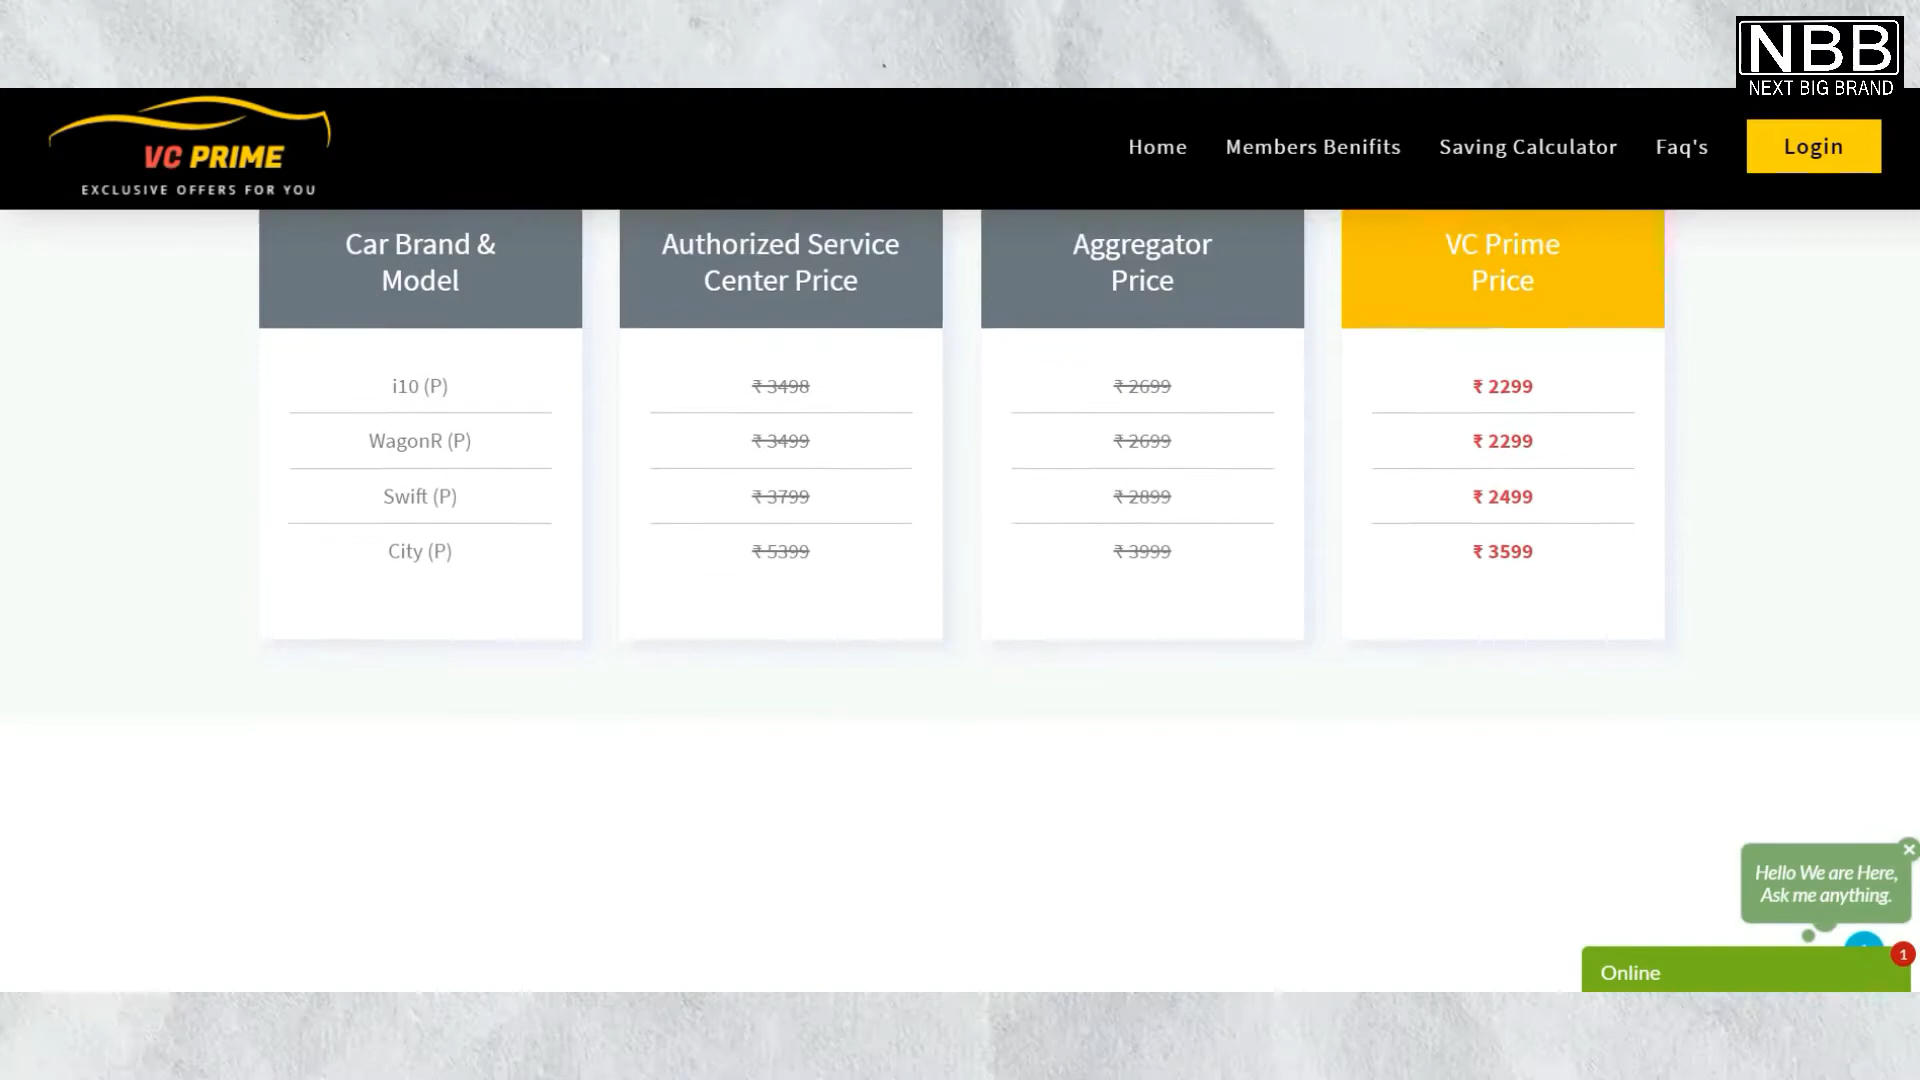 NBB
NEXT BIG BRAND
VC PRIME
EXCLUSIVE OFFERS FOR YOU
Home Members Benifits Saving Calculator Faq's Login
Car Brand &
Model
Authorized Service
Center Price
Aggregator
Price
VC Prime
Price
i10 (P) ₹ 3498 ₹ 2699 ₹ 2299
WagonR (P) ₹ 3499 ₹ 2699 ₹ 2299
Swift (P) ₹ 3799 ₹ 2899 ₹ 2499
City (P) ₹ 5399 ₹ 3999 ₹ 3599
Hello We are Here,
Ask me anything.
1
Online